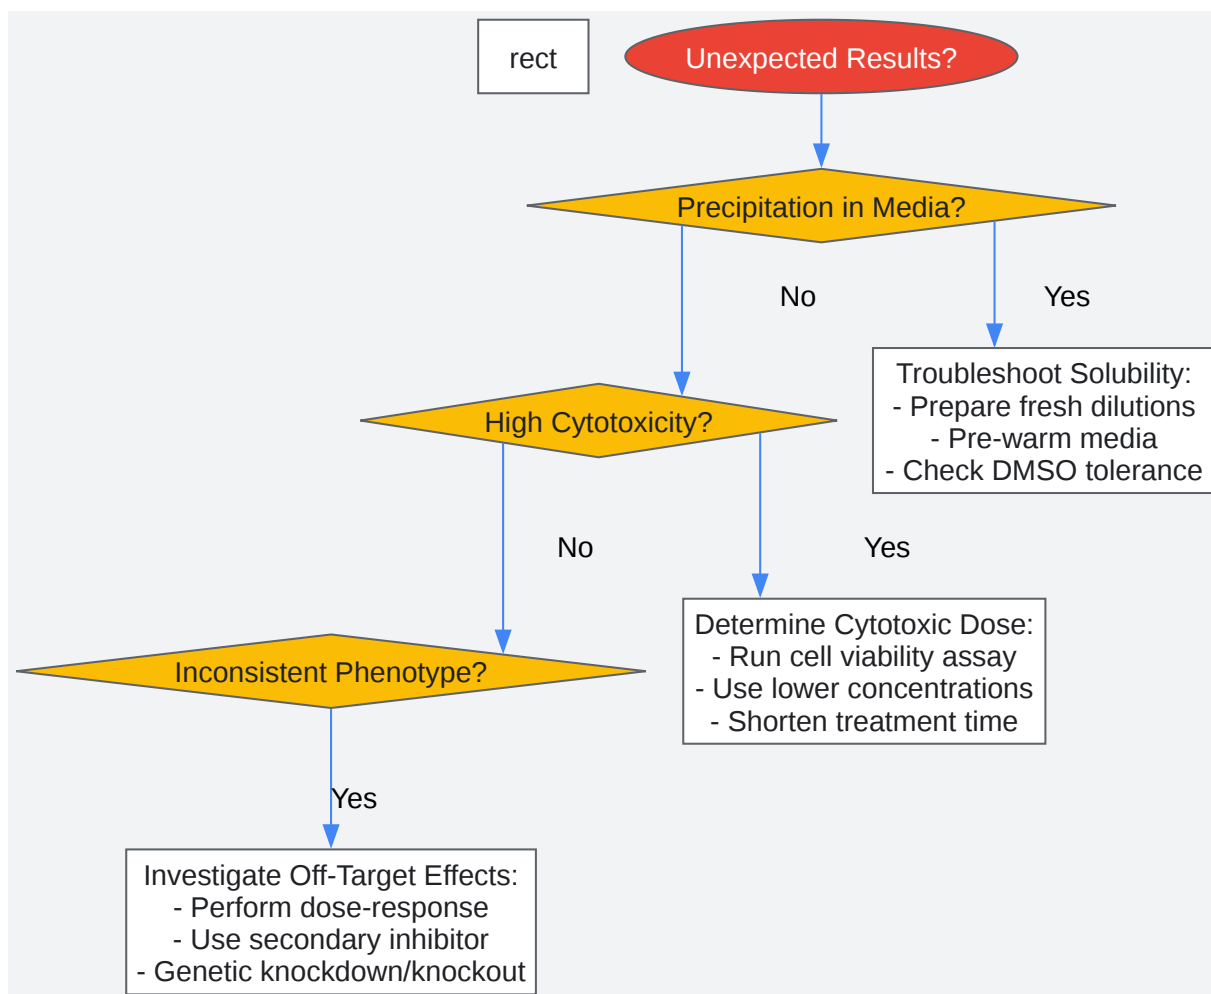 rect
Unexpected Results?
Precipitation in Media?
No
Yes
Troubleshoot Solubility:
- Prepare fresh dilutions
- Pre-warm media
- Check DMSO tolerance
High Cytotoxicity?
No
Yes
Determine Cytotoxic Dose:
- Run cell viability assay
- Use lower concentrations
- Shorten treatment time
Inconsistent Phenotype?
Yes
Investigate Off-Target Effects:
- Perform dose-response
- Use secondary inhibitor
- Genetic knockdown/knockout